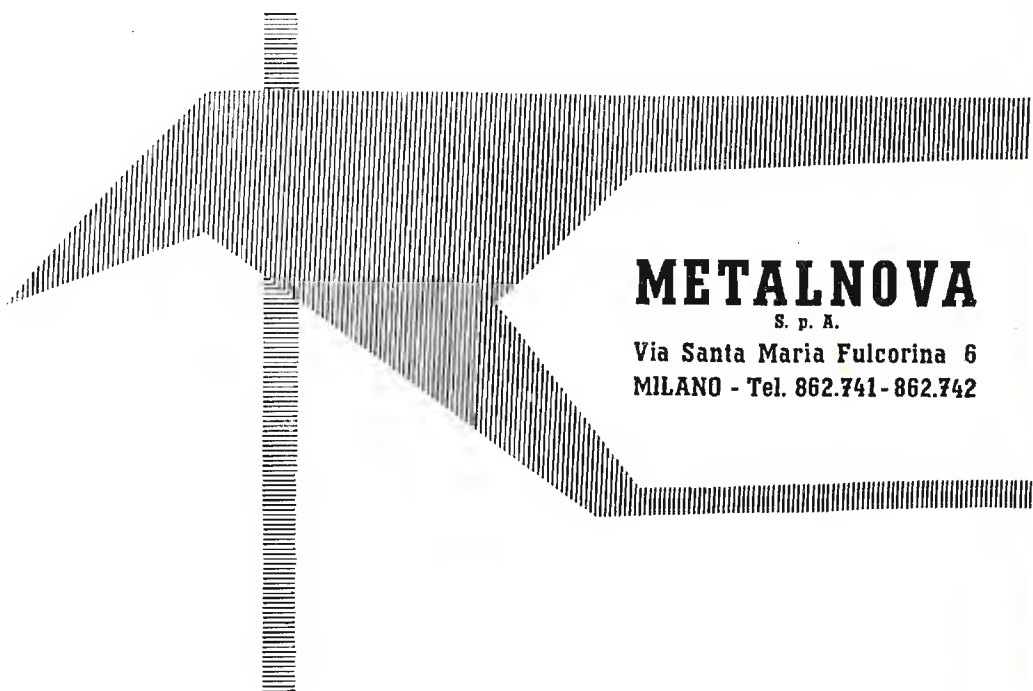 METALNOVA
S. p. A.
Via Santa Maria Fulcorina 6
MILANO - Tel. 862.741-862.742